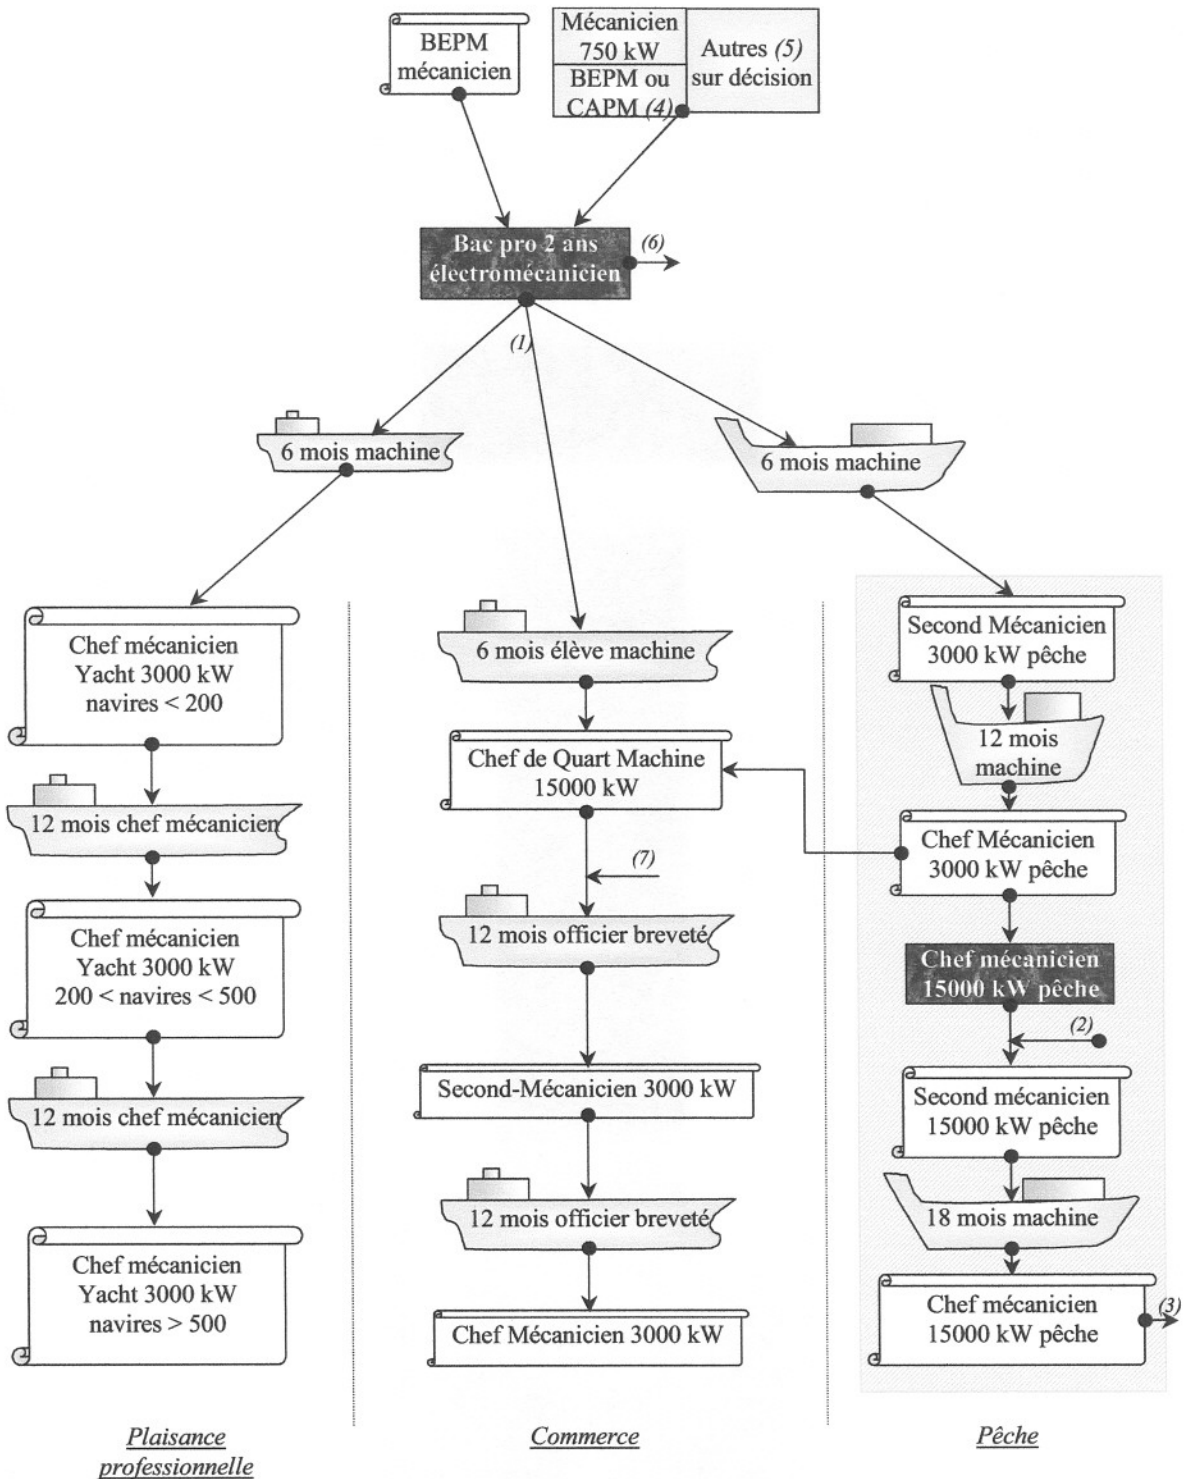 BEPM
mécanicien
Mécanicien
750 kW
BEPM ou
CAPM (4)
Autres (5)
sur décision
Bac pro 2 ans
électromécanicien
(6)
(1)
6 mois machine
6 mois machine
Chef mécanicien
Yacht 3000 kW
navires < 200
12 mois chef mécanicien
Chef mécanicien
Yacht 3000 kW
200 < navires < 500
12 mois chef mécanicien
Chef mécanicien
Yacht 3000 kW
navires > 500
Plaisance
professionnelle
6 mois élève machine
Chef de Quart Machine
15000 kW
(7)
12 mois officier breveté
Second-Mécanicien 3000 kW
12 mois officier breveté
Chef Mécanicien 3000 kW
Commerce
Second Mécanicien
3000 kW pêche
12 mois
machine
Chef Mécanicien
3000 kW pêche
Chef mécanicien
15000 kW pêche
(2)
Second mécanicien
15000 kW pêche
18 mois machine
Chef mécanicien
15000 kW pêche
(3)
Pêche